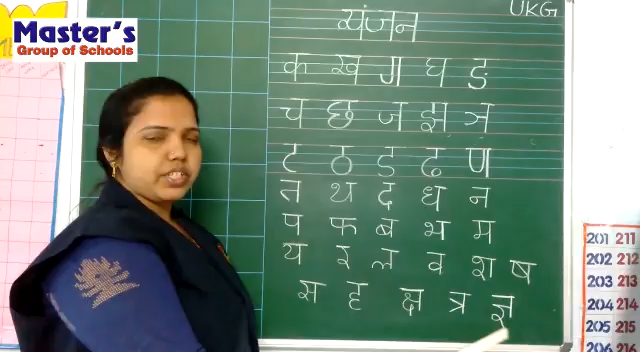 Master's
Group of Schools
UKG
व्यंजन
क ख ग घ ङ
च छ ज झ ञ
ट ठ ड ढ ण
त थ द ध न
प फ ब भ म
य र ल व श ष
स ह क्ष त्र ज्ञ
201 211
202 212
203 213
204 214
205 215
206 216